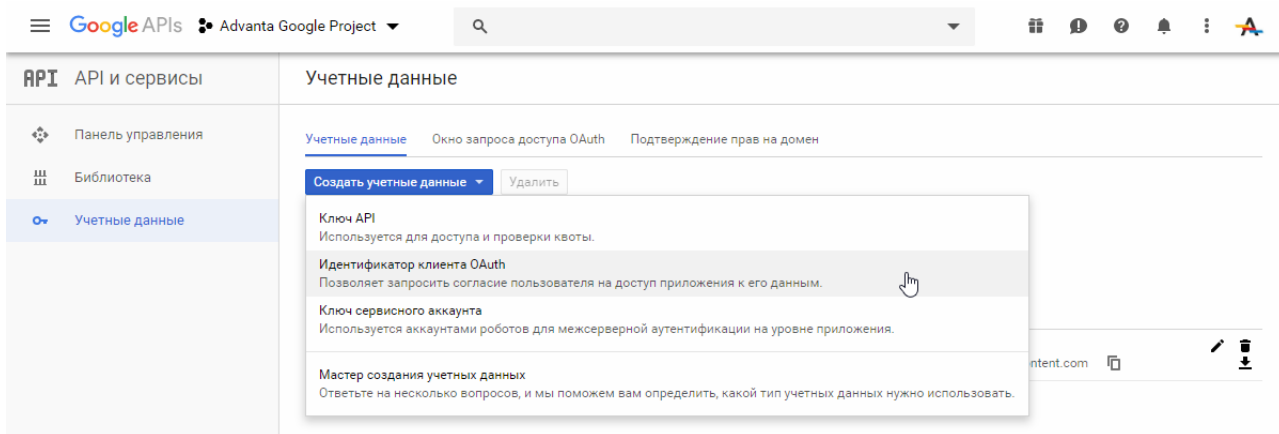 Google APIs Advanta Google Project
API API и сервисы
Учетные данные
Панель управления
Библиотека
Учетные данные
Учетные данные Окно запроса доступа OAuth Подтверждение прав на домен
Создать учетные данные Удалить
Ключ API
Используется для доступа и проверки квоты.
Идентификатор клиента OAuth
Позволяет запросить согласие пользователя на доступ приложения к его данным.
Ключ сервисного аккаунта
Используется аккаунтами роботов для межсерверной аутентификации на уровне приложения.
Мастер создания учетных данных
Ответьте на несколько вопросов, и мы поможем вам определить, какой тип учетных данных нужно использовать.
ntent.com